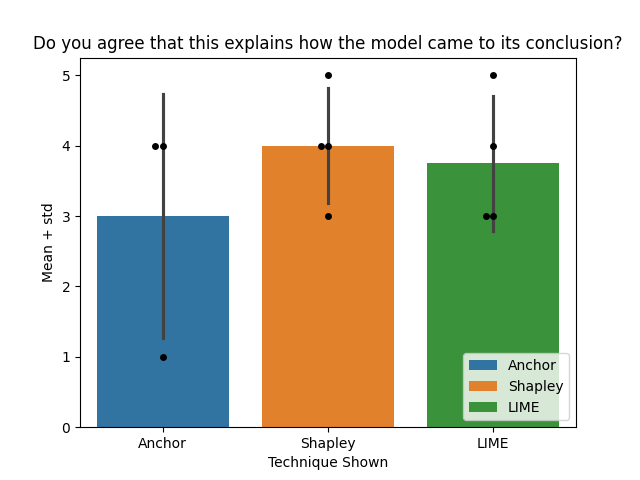 Do you agree that this explains how the model came to its conclusion?
Mean + std
5
4
3
2
1
0
Anchor
Shapley
LIME
Anchor Shapley LIME
Technique Shown